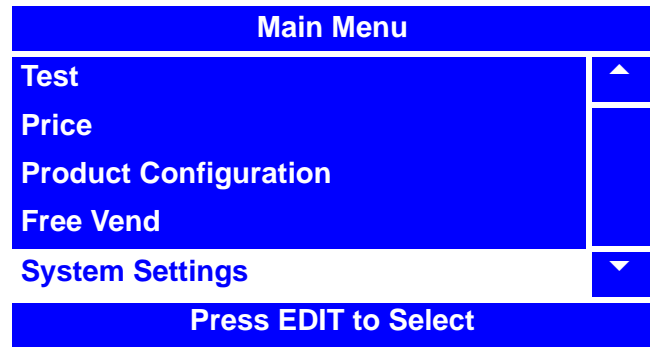 Main Menu
Test
Price
Product Configuration
Free Vend
System Settings
Press EDIT to Select